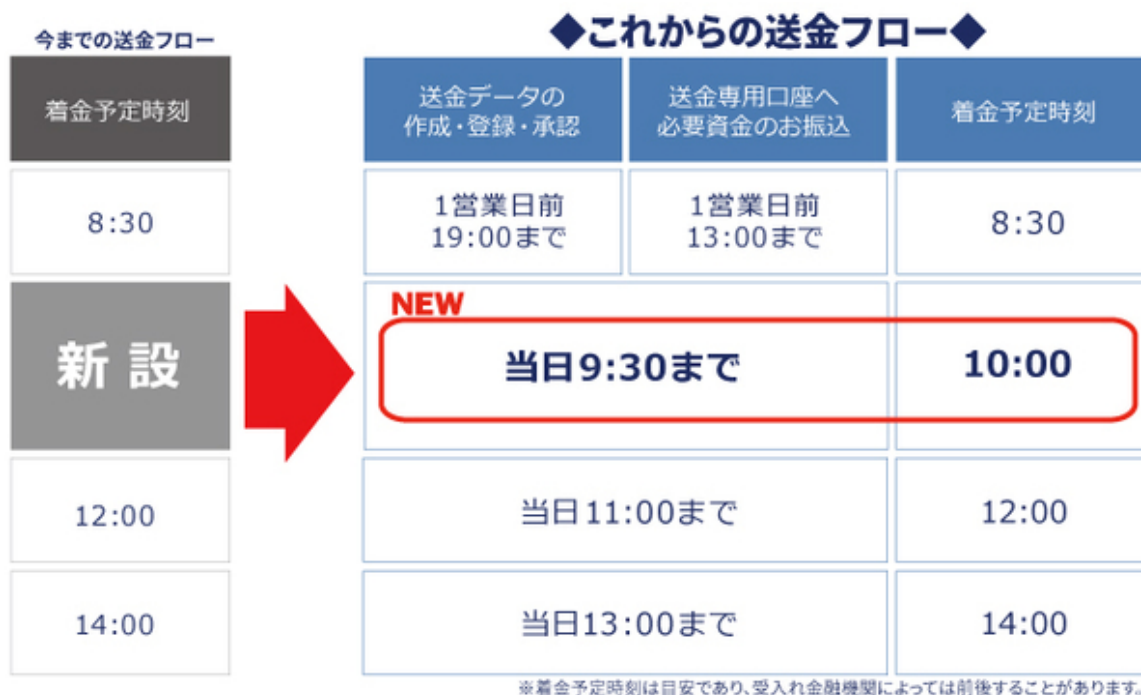 今までの送金フロー
◆これからの送金フロー◆
着金予定時刻
送金データの
作成・登録・承認
送金専用口座へ
必要資金のお振込
着金予定時刻
8:30
1営業日前
19:00まで
1営業日前
13:00まで
8:30
新設
NEW
当日9:30まで
10:00
12:00
当日11:00まで
12:00
14:00
当日13:00まで
14:00
※着金予定時刻は目安であり、受入れ金融機関によっては前後することがあります。